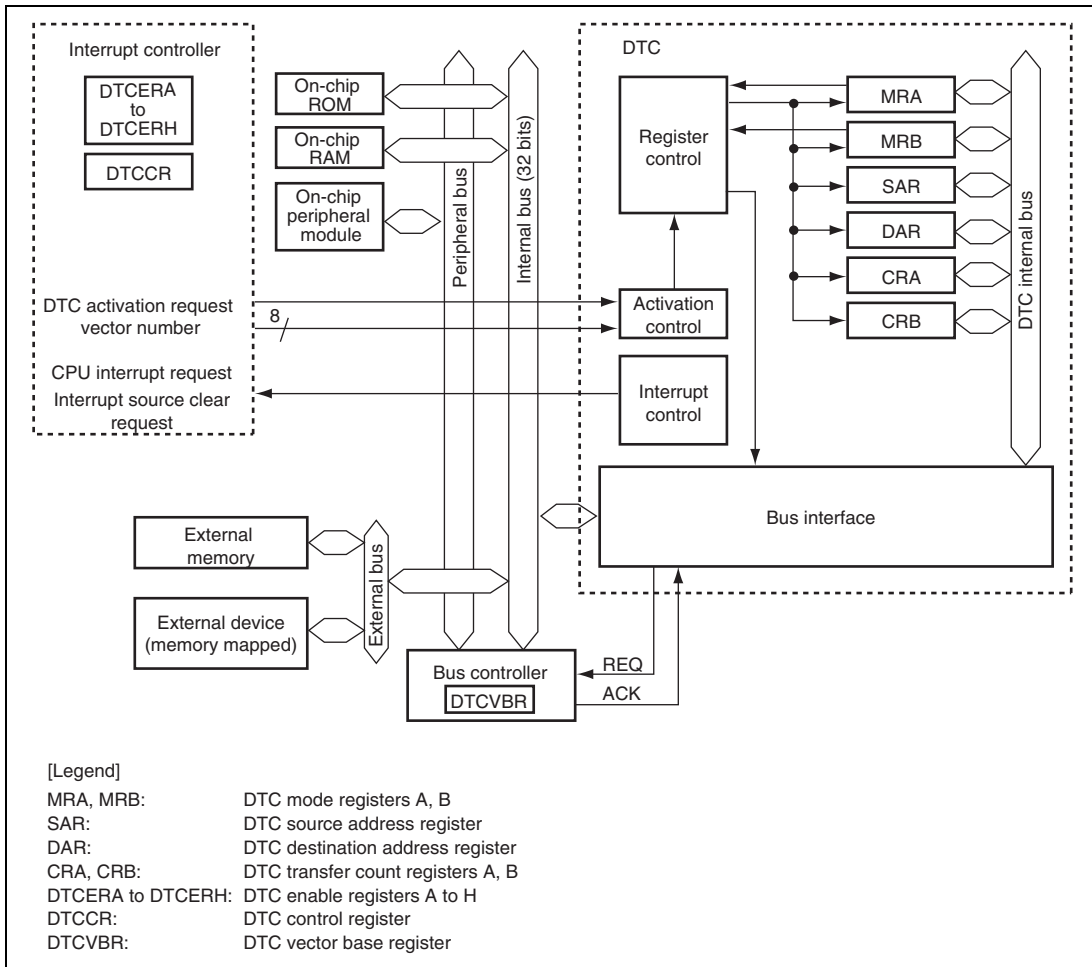 Interrupt controller
DTCERA
to
DTCERH
DTCCR
DTC activation request
vector number
8
CPU interrupt request
Interrupt source clear
request
On-chip
ROM
On-chip
RAM
On-chip
peripheral
module
Peripheral bus
Internal bus (32 bits)
DTC
Register
control
Activation
control
Interrupt
control
MRA
MRB
SAR
DAR
CRA
CRB
DTC internal bus
Bus interface
External
memory
External device
(memory mapped)
External bus
Bus controller
DTCVBR
REQ
ACK
[Legend]
MRA, MRB: DTC mode registers A, B
SAR: DTC source address register
DAR: DTC destination address register
CRA, CRB: DTC transfer count registers A, B
DTCERA to DTCERH: DTC enable registers A to H
DTCCR: DTC control register
DTCVBR: DTC vector base register